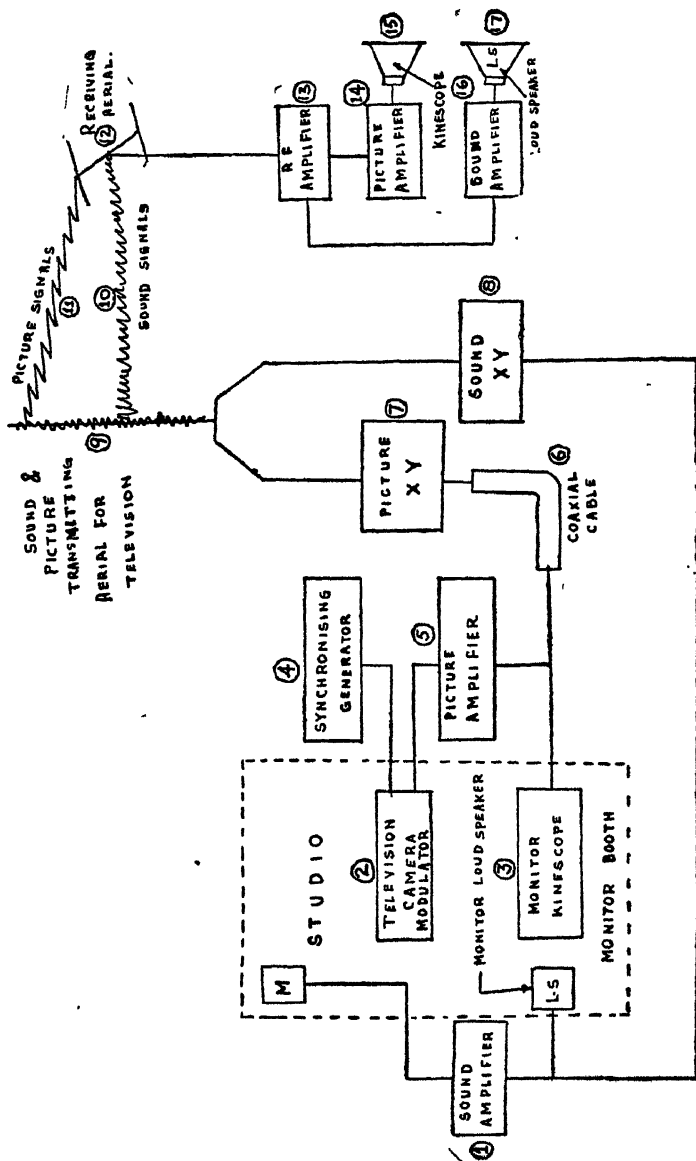 SOUND &
PICTURE
TRANSMITTING
AERIAL FOR
TELEVISION
9
PICTURE SIGNALS
11
10
SOUND SIGNALS
12
RECEIVING
AERIAL.
STUDIO
M
2
TELEVISION
CAMERA
MODULATOR
4
SYNCHRONISING
GENERATOR
5
PICTURE
AMPLIFIER
7
PICTURE
XY
8
SOUND
XY
13
RF
AMPLIFIER
14
PICTURE
AMPLIFIER
15
KINESCOPE
16
SOUND
AMPLIFIER
17
LS
LOUD SPEAKER
1
SOUND
AMPLIFIER
L-S
MONITOR LOUDSPEAKER
3
MONITOR
KINESCOPE
MONITOR BOOTH
6
COAXIAL
CABLE